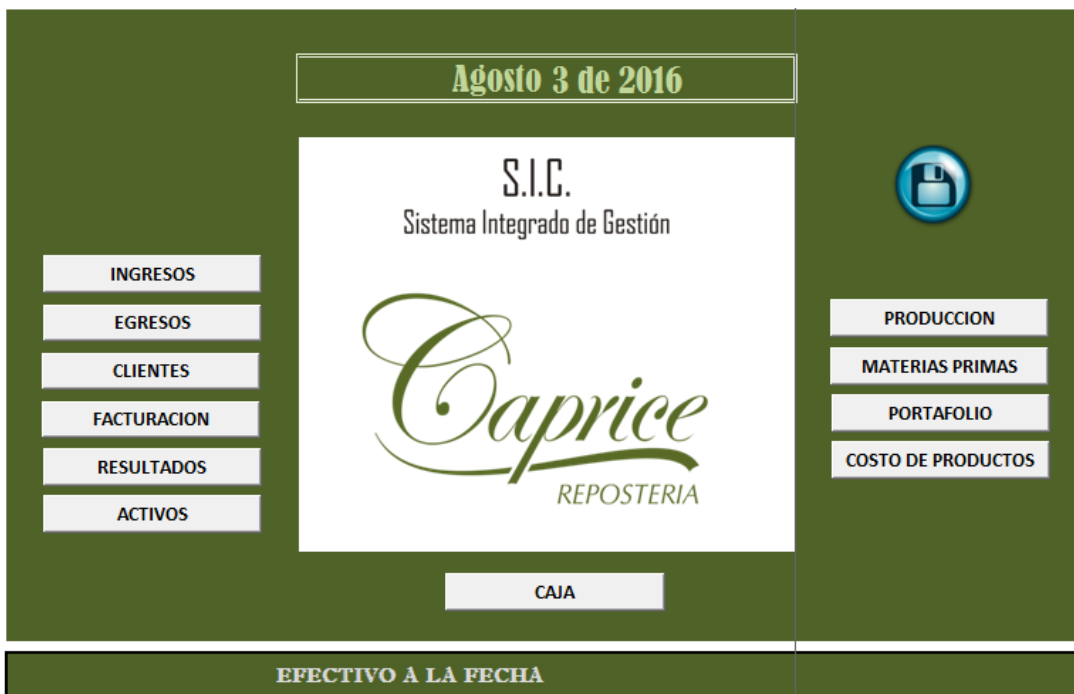 Agosto 3 de 2016
S.I.C.
Sistema Integrado de Gestión
Caprice
REPOSTERIA
INGRESOS
EGRESOS
CLIENTES
FACTURACION
RESULTADOS
ACTIVOS
PRODUCCION
MATERIAS PRIMAS
PORTAFOLIO
COSTO DE PRODUCTOS
CAJA
EFECTIVO A LA FECHA